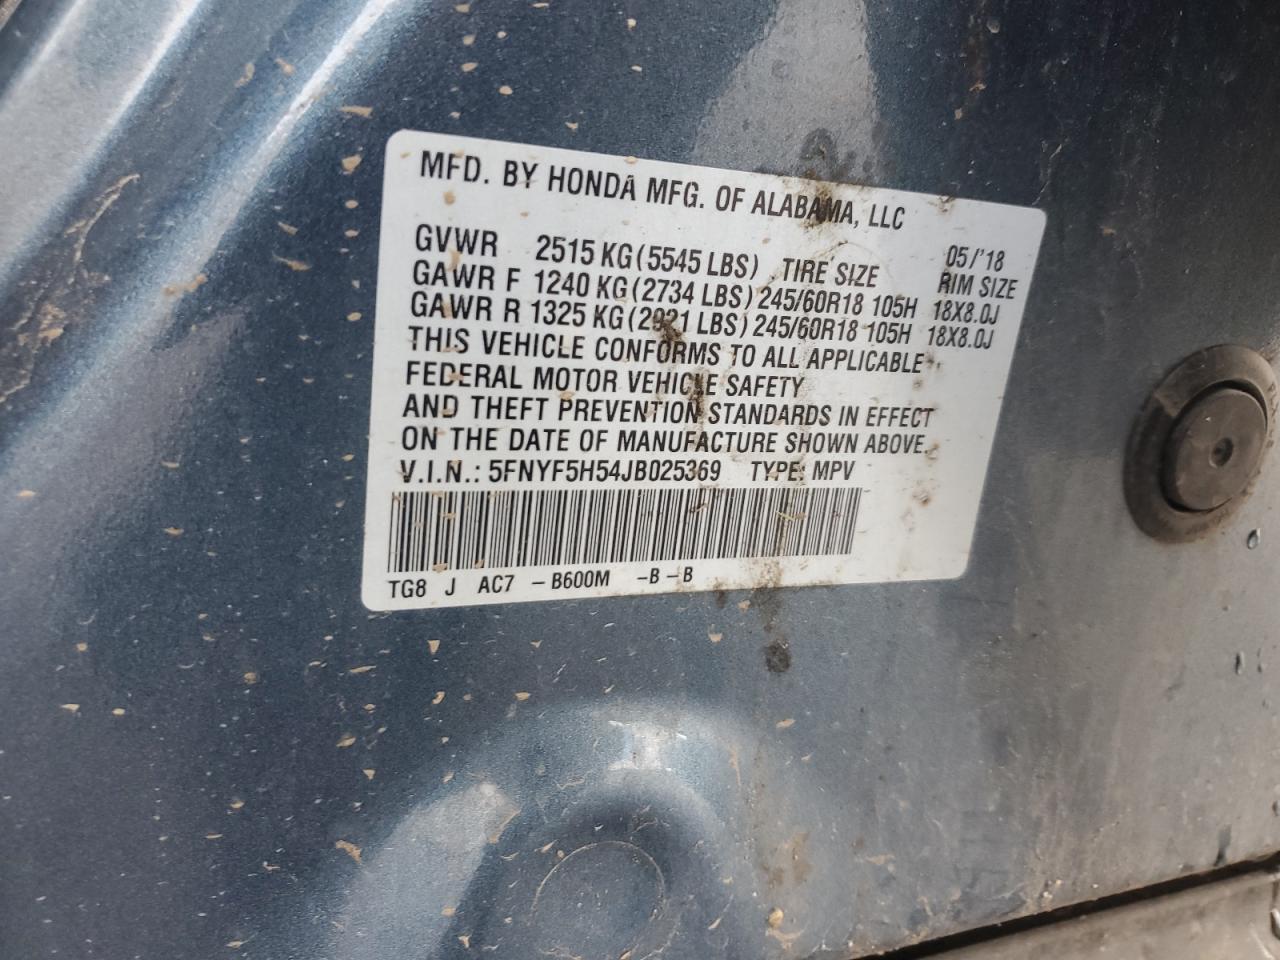 MFD. BY HONDA MFG. OF ALABAMA, LLC
05/'18
GVWR 2515 KG (5545 LBS) TIRE SIZE RIM SIZE
GAWR F 1240 KG (2734 LBS) 245/60R18 105H 18X8.0J
GAWR R 1325 KG (2921 LBS) 245/60R18 105H 18X8.0J
THIS VEHICLE CONFORMS TO ALL APPLICABLE
FEDERAL MOTOR VEHICLE SAFETY
AND THEFT PREVENTION STANDARDS IN EFFECT
ON THE DATE OF MANUFACTURE SHOWN ABOVE.
V.I.N.: 5FNYF5H54JB025369 TYPE: MPV
TG8 J AC7 -B600M -B-B